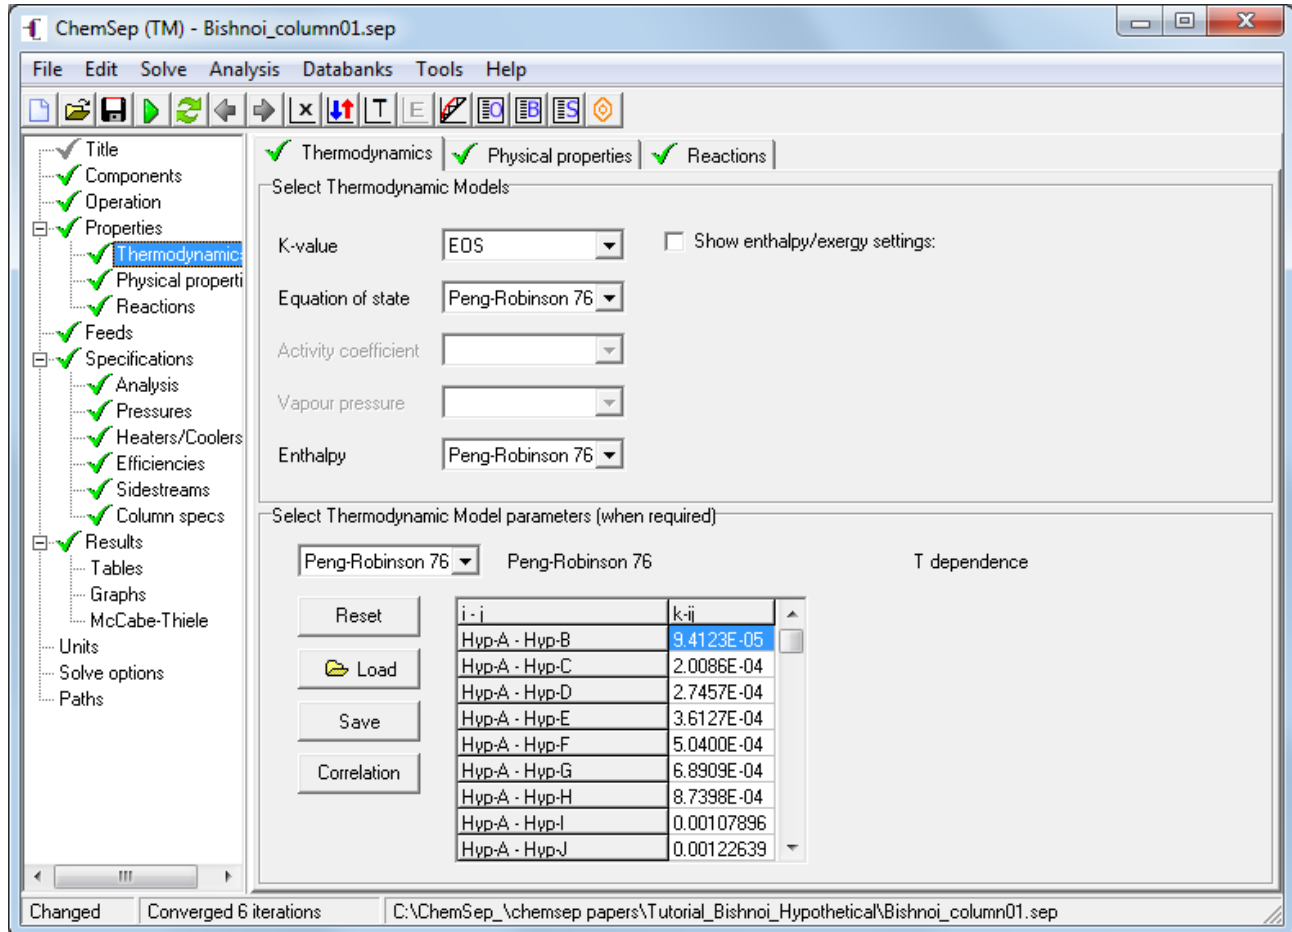 ChemSep (TM) - Bishnoi_column01.sep
File Edit Solve Analysis Databanks Tools Help
Title
Components
Operation
Properties
Thermodynamic
Physical properti
Reactions
Feeds
Specifications
Analysis
Pressures
Heaters/Coolers
Efficiencies
Sidestreams
Column specs
Results
Tables
Graphs
McCabe-Thiele
Units
Solve options
Paths
Thermodynamics Physical properties Reactions
Select Thermodynamic Models
K-value EOS Show enthalpy/exergy settings:
Equation of state Peng-Robinson 76
Activity coefficient
Vapour pressure
Enthalpy Peng-Robinson 76
Select Thermodynamic Model parameters (when required)
Peng-Robinson 76 Peng-Robinson 76 T dependence
Reset
Load
Save
Correlation
i - j k-ij
Hyp-A - Hyp-B 9.4123E-05
Hyp-A - Hyp-C 2.0086E-04
Hyp-A - Hyp-D 2.7457E-04
Hyp-A - Hyp-E 3.6127E-04
Hyp-A - Hyp-F 5.0400E-04
Hyp-A - Hyp-G 6.8909E-04
Hyp-A - Hyp-H 8.7398E-04
Hyp-A - Hyp-I 0.00107896
Hyp-A - Hyp-J 0.00122639
Changed Converged 6 iterations C:\ChemSep_\chemsep papers\Tutorial_Bishnoi_Hypothetical\Bishnoi_column01.sep